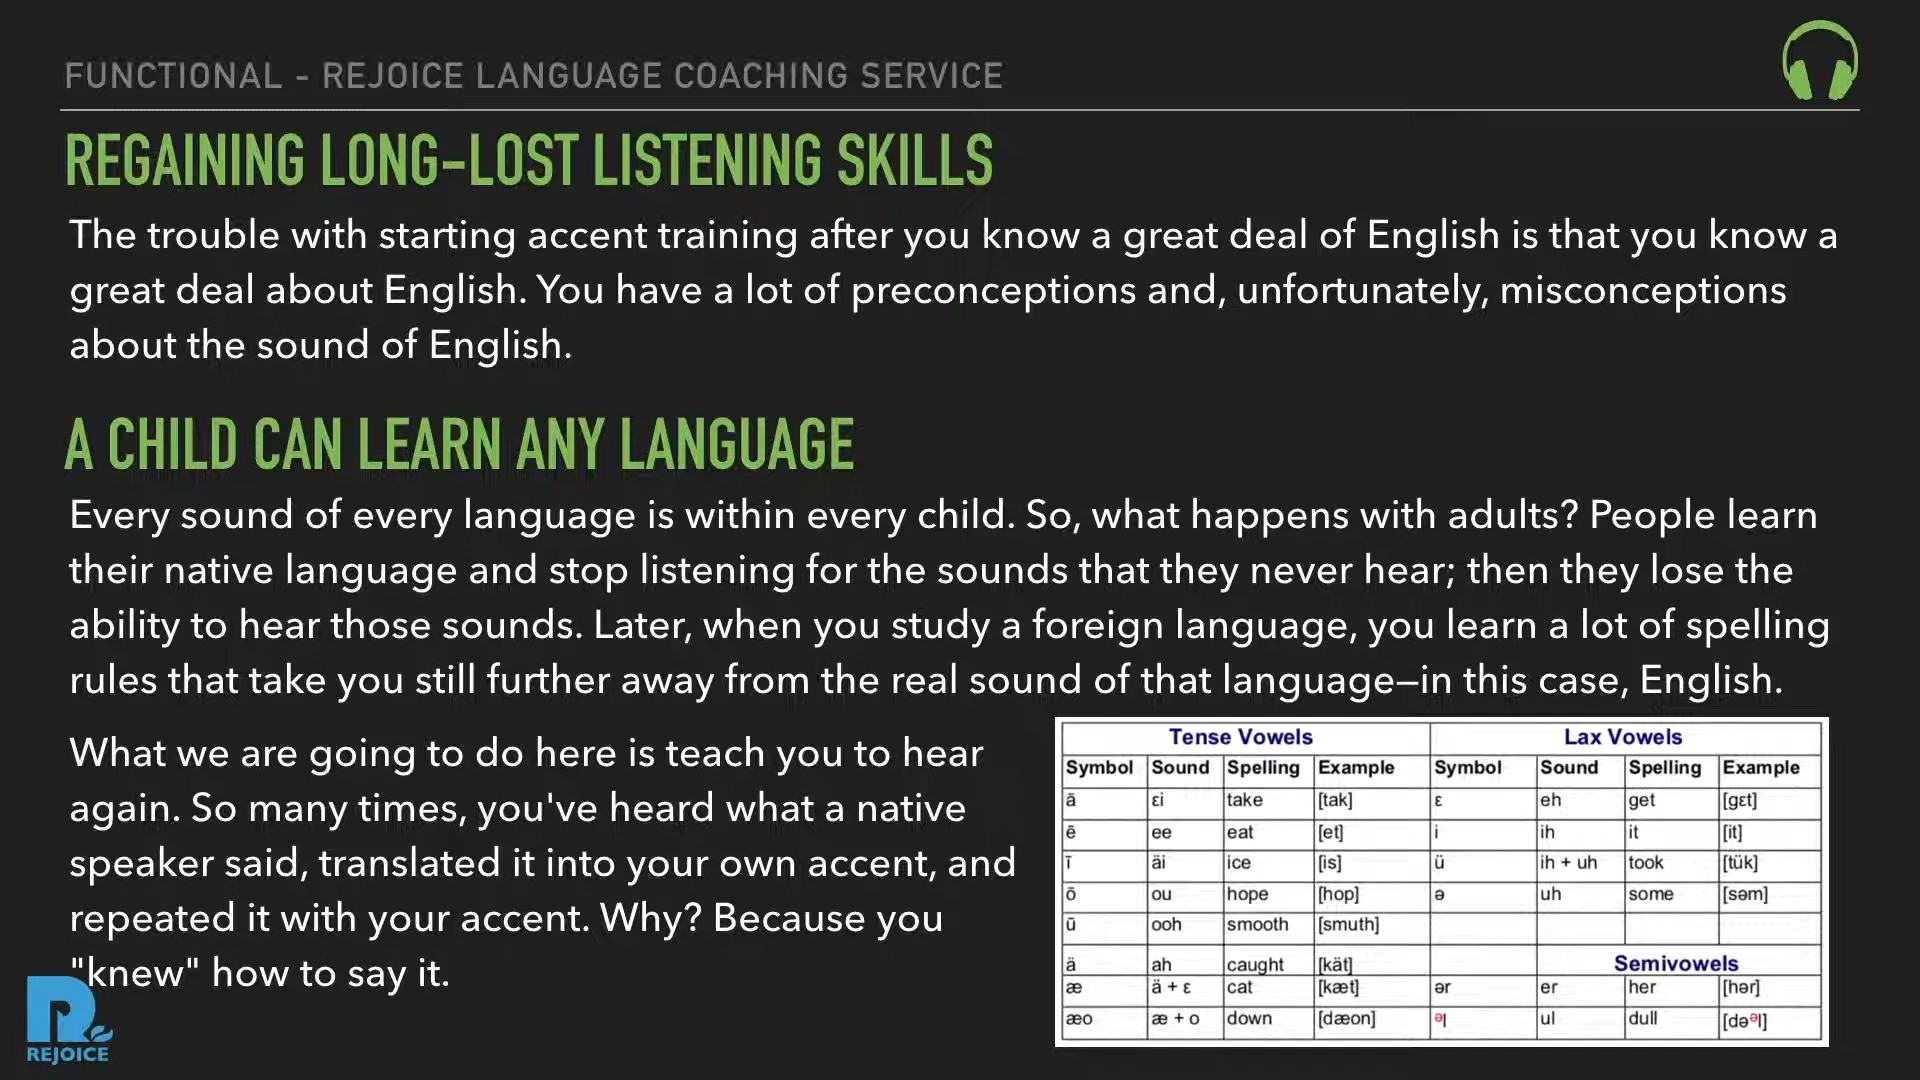 FUNCTIONAL - REJOICE LANGUAGE COACHING SERVICE
REGAINING LONG-LOST LISTENING SKILLS
The trouble with starting accent training after you know a great deal of English is that you know a
great deal about English. You have a lot of preconceptions and, unfortunately, misconceptions
about the sound of English.
A CHILD CAN LEARN ANY LANGUAGE
Every sound of every language is within every child. So, what happens with adults? People learn
their native language and stop listening for the sounds that they never hear; then they lose the
ability to hear those sounds. Later, when you study a foreign language, you learn a lot of spelling
rules that take you still further away from the real sound of that language—in this case, English.
What we are going to do here is teach you to hear
again. So many times, you've heard what a native
speaker said, translated it into your own accent, and
repeated it with your accent. Why? Because you
"knew" how to say it.
REJOICE
Tense Vowels Lax Vowels
Symbol Sound Spelling Example Symbol Sound Spelling Example
ā ɛi take [tak] ɛ eh get [gɛt]
ē ee eat [et] i ih it [it]
ī äi ice [is] ü ih + uh took [tük]
ō ou hope [hop] ə uh some [səm]
ū ooh smooth [smuth]
ä ah caught [kät] Semivowels
æ ä + ɛ cat [kæt] ər er her [hər]
æo æ + o down [dæon] ᵊl ul dull [dəᵊl]